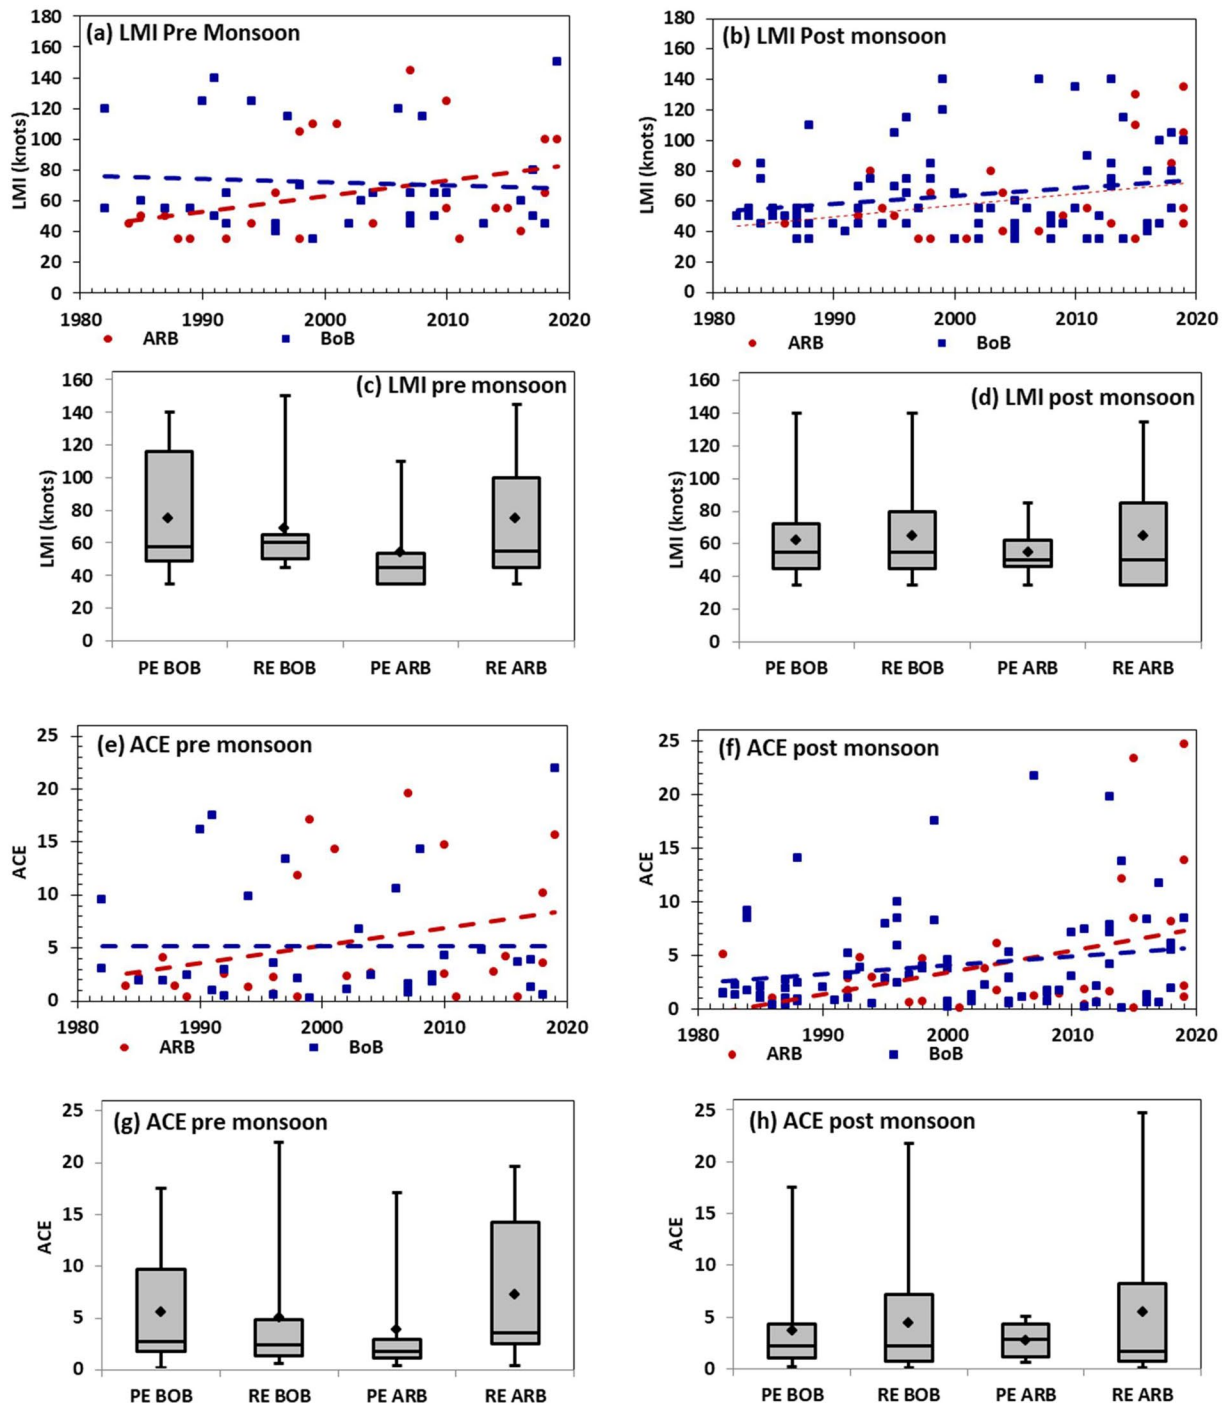 (a) LMI Pre Monsoon
LMI (knots)
180
160
140
120
100
80
60
40
20
0
1980 1990 2000 2010 2020
ARB BoB
(b) LMI Post monsoon
LMI (knots)
180
160
140
120
100
80
60
40
20
0
1980 1990 2000 2010 2020
ARB BoB
(c) LMI pre monsoon
LMI (knots)
160
140
120
100
80
60
40
20
0
PE BOB RE BOB PE ARB RE ARB
(d) LMI post monsoon
LMI (knots)
160
140
120
100
80
60
40
20
0
PE BOB RE BOB PE ARB RE ARB
(e) ACE pre monsoon
ACE
25
20
15
10
5
0
1980 1990 2000 2010 2020
ARB BoB
(f) ACE post monsoon
ACE
25
20
15
10
5
0
1980 1990 2000 2010 2020
ARB BoB
(g) ACE pre monsoon
ACE
25
20
15
10
5
0
PE BOB RE BOB PE ARB RE ARB
(h) ACE post monsoon
ACE
25
20
15
10
5
0
PE BOB RE BOB PE ARB RE ARB